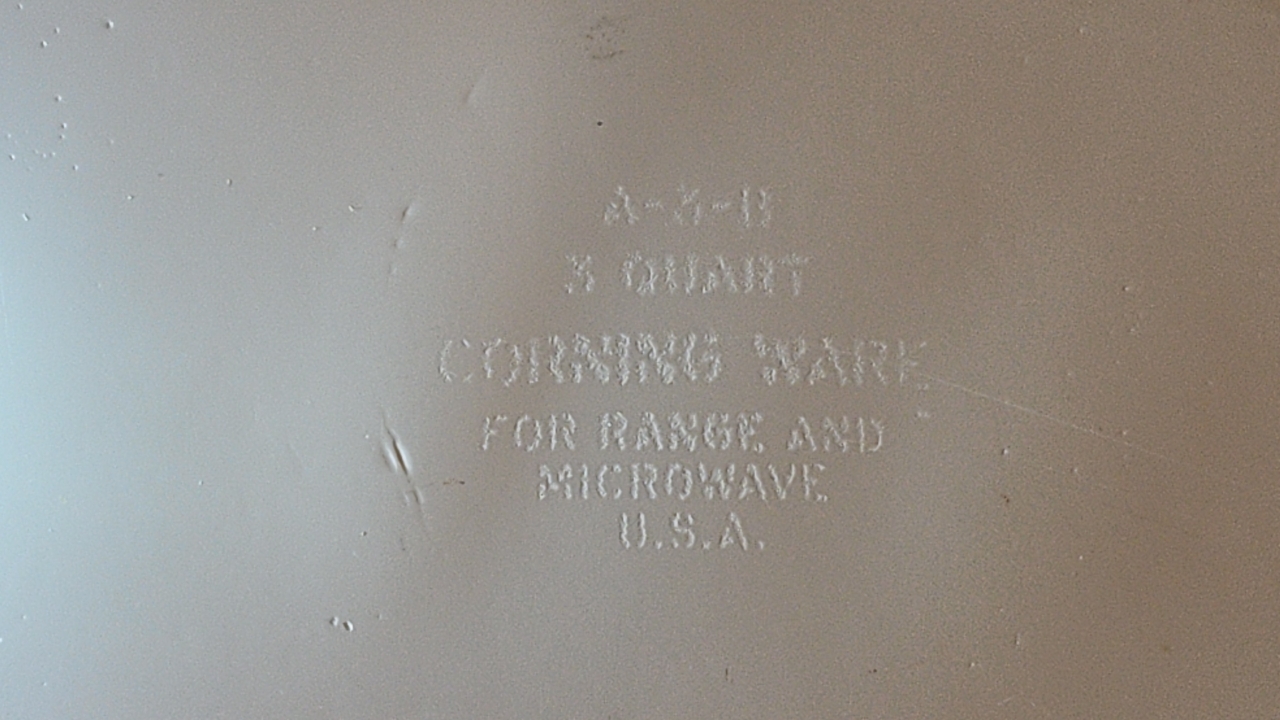 A-3-B
3 QUART
CORNING WARE
FOR RANGE AND
MICROWAVE
U.S.A.